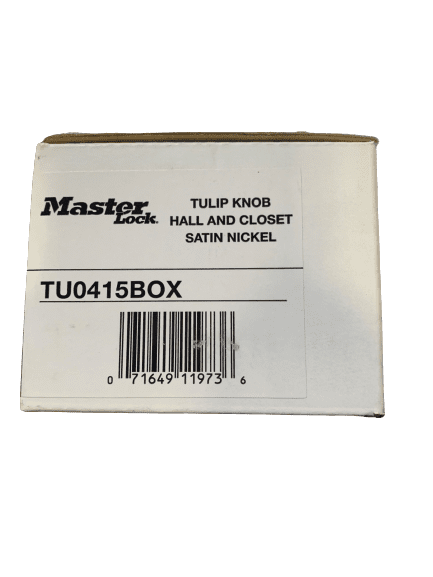 Master Lock.
TULIP KNOB
HALL AND CLOSET
SATIN NICKEL
TU0415BOX
0 71649 11973 6